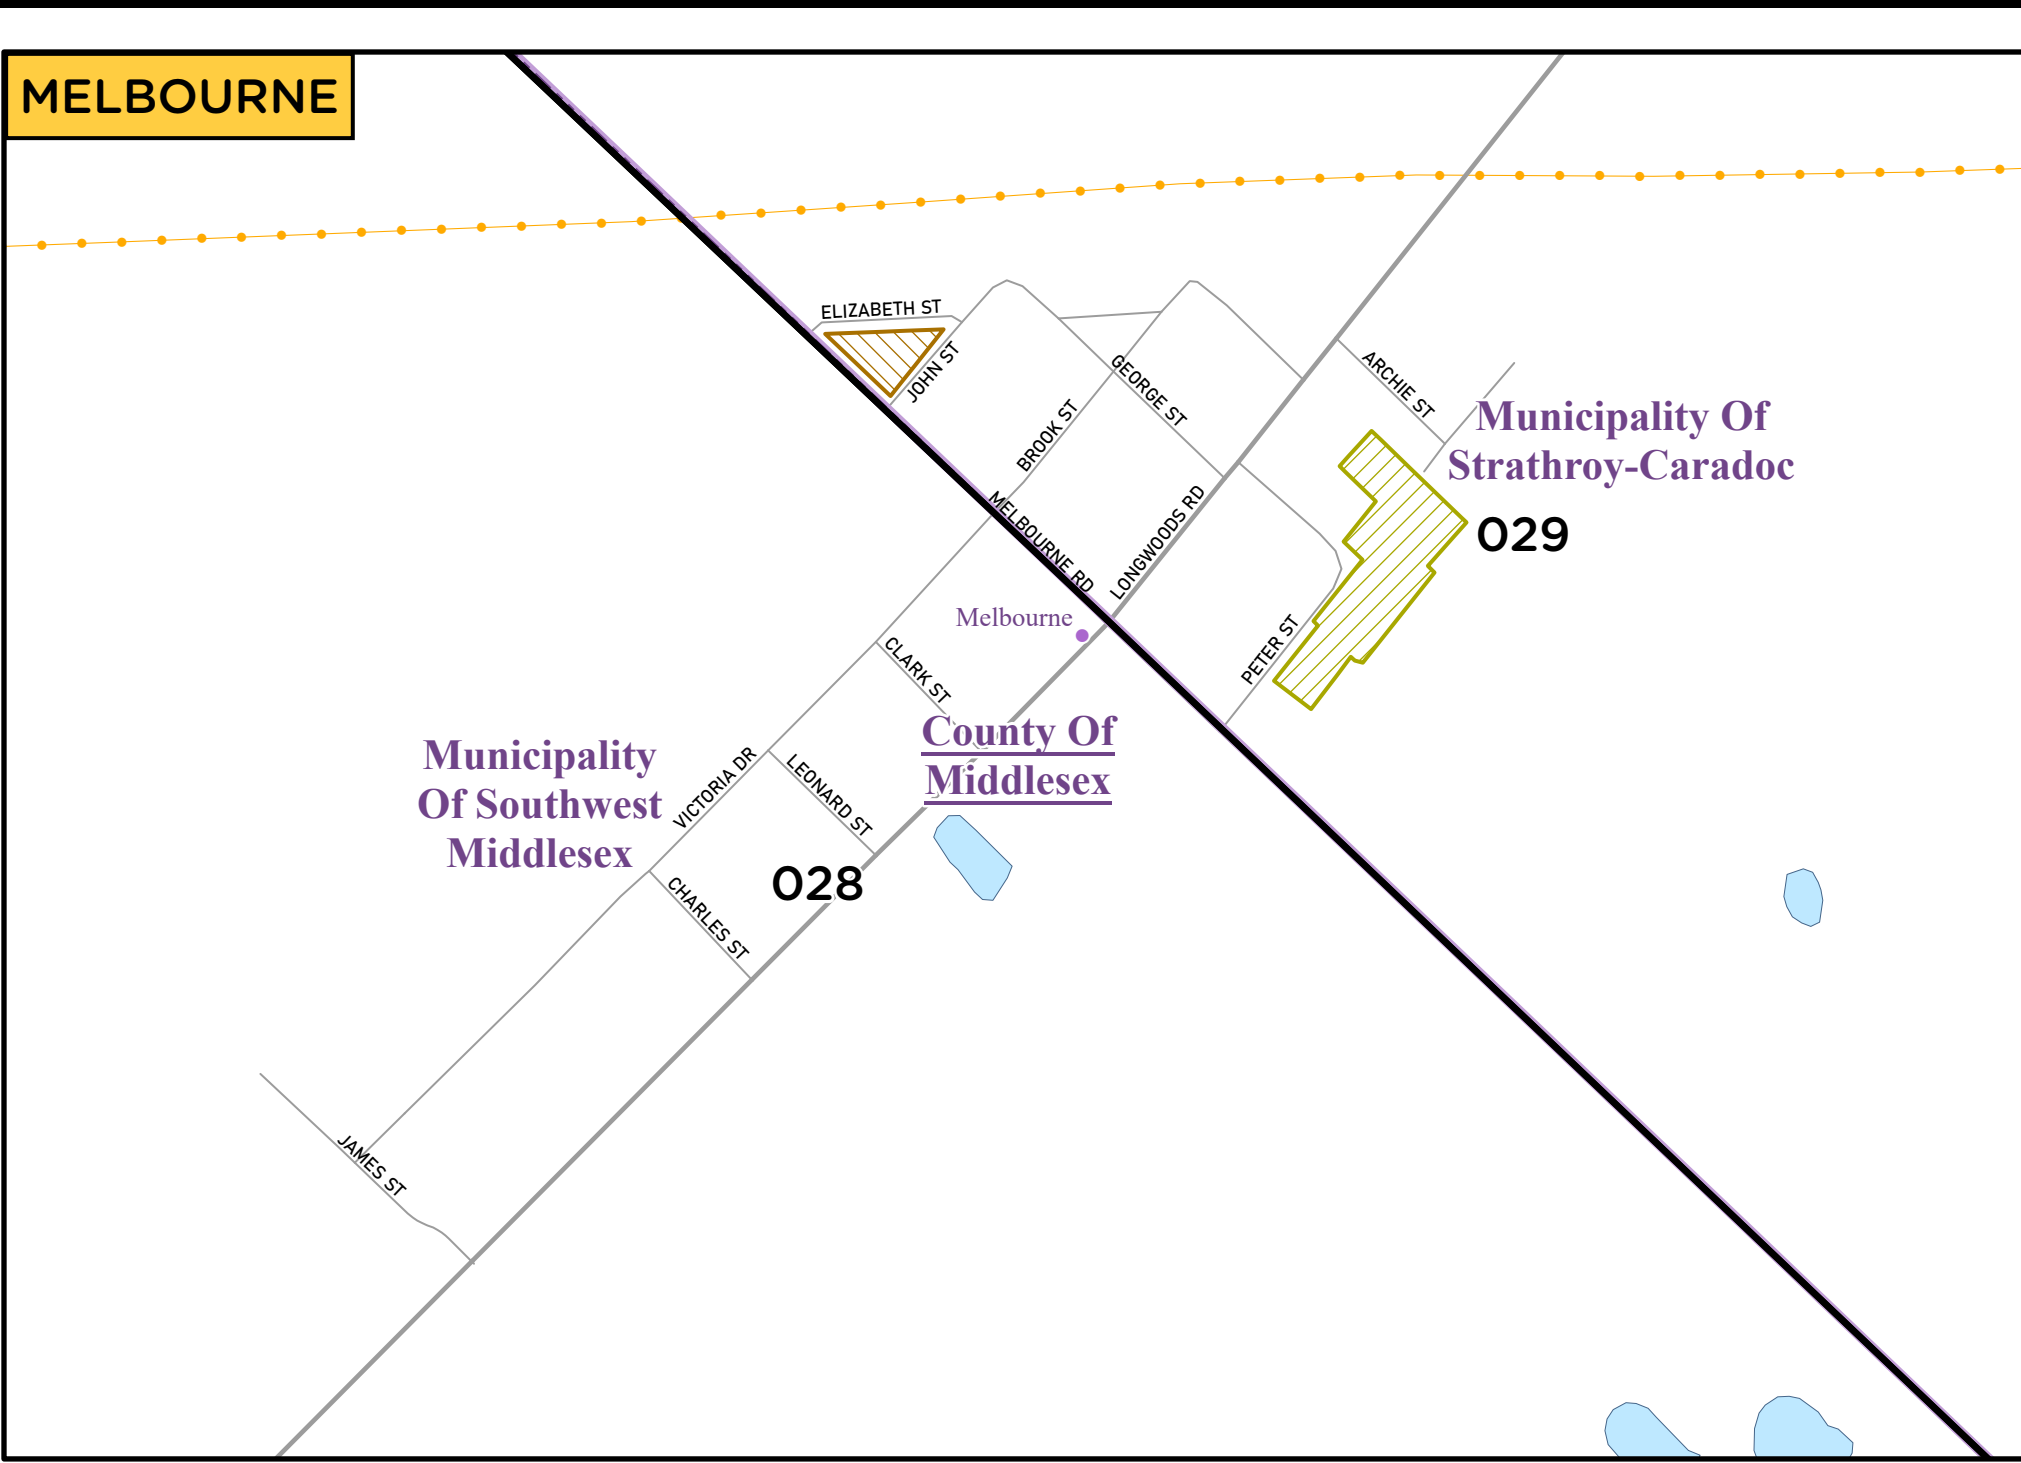 MELBOURNE
ELIZABETH ST
JOHN ST
GEORGE ST
ARCHIE ST
BROOK ST
Municipality Of
Strathroy-Caradoc
029
MELBOURNE RD
LONGWOODS RD
Melbourne
PETER ST
CLARK ST
County Of
Middlesex
Municipality
Of Southwest
Middlesex
VICTORIA DR
LEONARD ST
028
CHARLES ST
JAMES ST